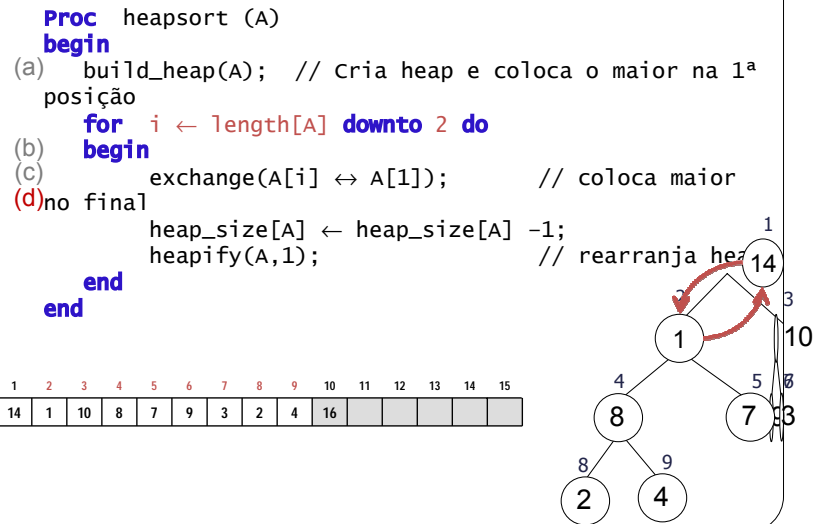 Proc heapsort (A)
begin
(a) build_heap(A); // Cria heap e coloca o maior na 1ª
posição
for i ← length[A] downto 2 do
(b) begin
(c) exchange(A[i] ↔ A[1]); // coloca maior
(d) no final
heap_size[A] ← heap_size[A] –1;
heapify(A,1); // rearranja hea
end
end
1
14
2 3
1 10
4 5 6 7
8 7 9 3
8 9
2 4
1 2 3 4 5 6 7 8 9 10 11 12 13 14 15
14 1 10 8 7 9 3 2 4 16